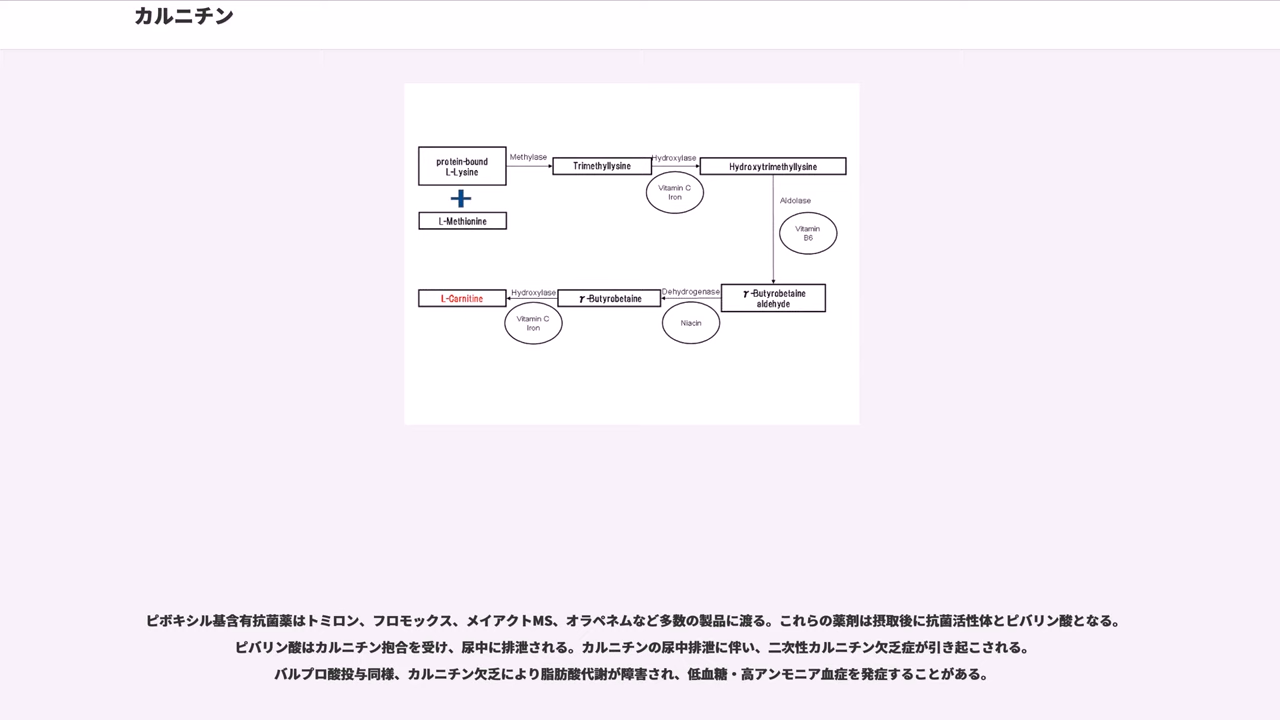 カルニチン
protein-bound
L-Lysine
Methylase
Trimethyllysine
Hydroxylase
Vitamin C
Iron
Hydroxytrimethyllysine
L-Methionine
Aldolase
Vitamin
B6
L-Carnitine
Hydroxylase
Vitamin C
Iron
γ-Butyrobetaine
Dehydrogenase
Niacin
γ-Butyrobetaine
aldehyde
ピボキシル基含有抗菌薬はトミロン、フロモックス、メイアクトMS、オラペネムなど多数の製品に渡る。これらの薬剤は摂取後に抗菌活性体とピバリン酸となる。
ピバリン酸はカルニチン抱合を受け、尿中に排泄される。カルニチンの尿中排泄に伴い、二次性カルニチン欠乏症が引き起こされる。
バルプロ酸投与同様、カルニチン欠乏により脂肪酸代謝が障害され、低血糖・高アンモニア血症を発症することがある。